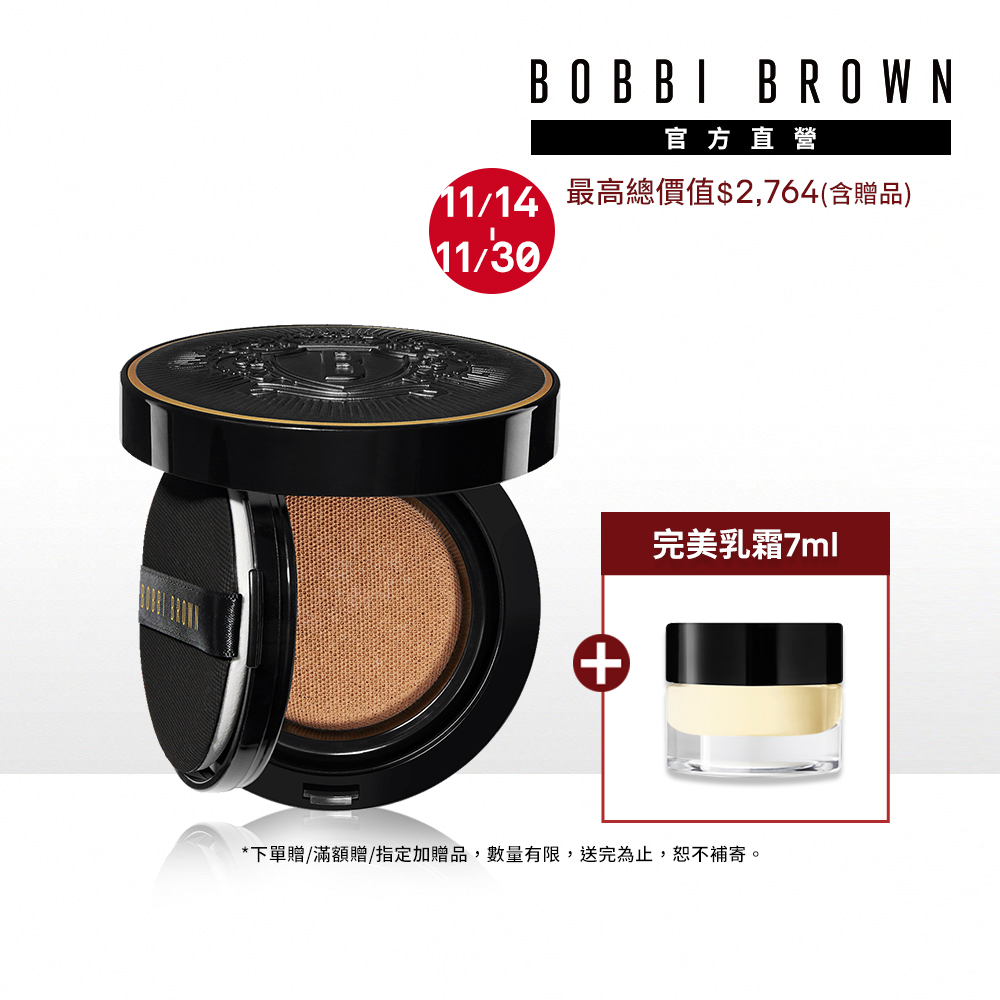 BOBBI BROWN
官方直營
11/14
-
11/30
最高總價值$2,764(含贈品)
B
BOBBI BROWN
完美乳霜7ml
+
*下單贈/滿額贈/指定加贈品，數量有限，送完為止，恕不補寄。